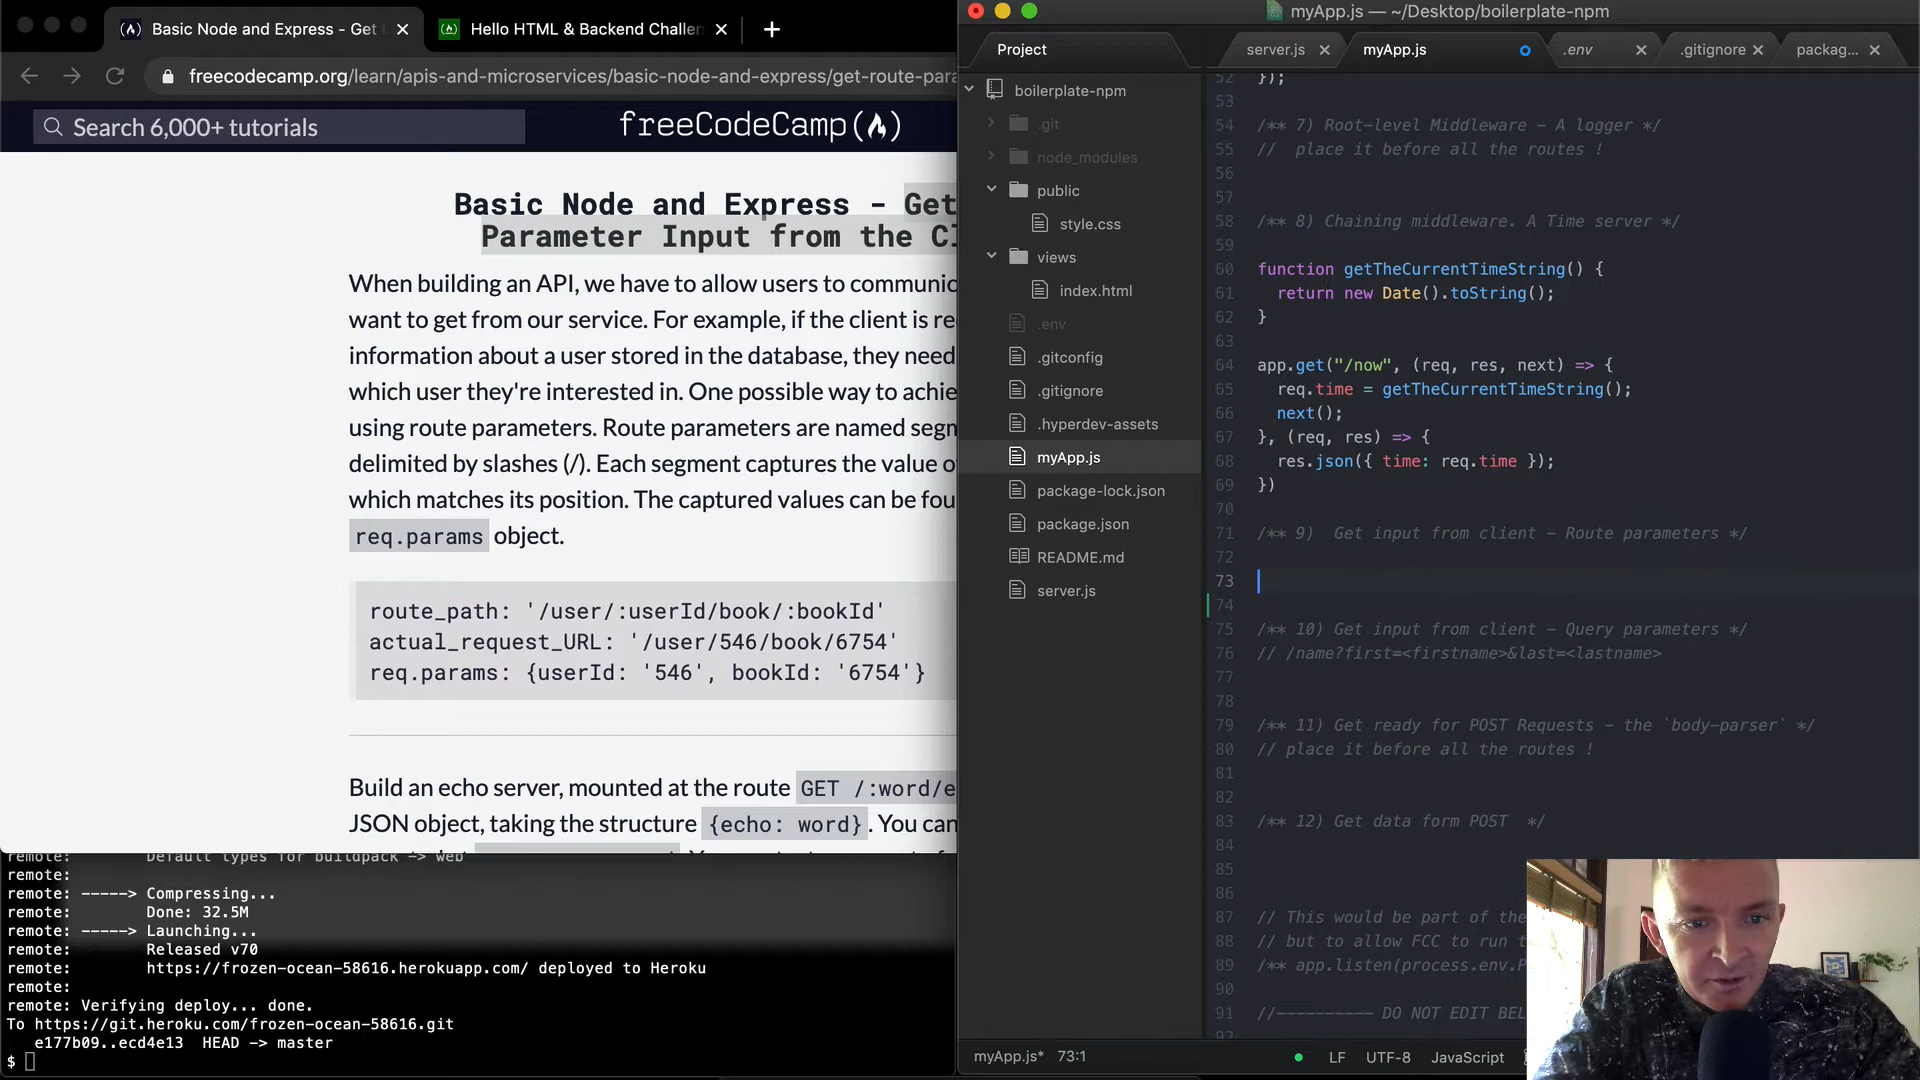 Basic Node and Express - Get
Hello HTML & Backend Challen
freecodecamp.org/learn/apis-and-microservices/basic-node-and-express/get-route-para
Search 6,000+ tutorials
freeCodeCamp
Basic Node and Express - Get
Parameter Input from the Cl
When building an API, we have to allow users to communic
want to get from our service. For example, if the client is re
information about a user stored in the database, they need
which user they're interested in. One possible way to achie
using route parameters. Route parameters are named segm
delimited by slashes (/). Each segment captures the value o
which matches its position. The captured values can be fou
req.params object.
route_path: '/user/:userId/book/:bookId'
actual_request_URL: '/user/546/book/6754'
req.params: {userId: '546', bookId: '6754'}
Build an echo server, mounted at the route GET /:word/e
JSON object, taking the structure {echo: word}. You can
remote: Default types for buildpack -> web
remote:
remote: -----> Compressing...
remote: Done: 32.5M
remote: -----> Launching...
remote: Released v70
remote: https://frozen-ocean-58616.herokuapp.com/ deployed to Heroku
remote:
remote: Verifying deploy... done.
To https://git.heroku.com/frozen-ocean-58616.git
e177b09..ecd4e13 HEAD -> master
$
myApp.js — ~/Desktop/boilerplate-npm
Project
server.js
myApp.js
.env
.gitignore
packag...
boilerplate-npm
.git
node_modules
public
style.css
views
index.html
.env
.gitconfig
.gitignore
.hyperdev-assets
myApp.js
package-lock.json
package.json
README.md
server.js
52 });
53
54 /** 7) Root-level Middleware - A logger */
55 //  place it before all the routes !
56
57
58 /** 8) Chaining middleware. A Time server */
59
60 function getTheCurrentTimeString() {
61   return new Date().toString();
62 }
63
64 app.get("/now", (req, res, next) => {
65   req.time = getTheCurrentTimeString();
66   next();
67 }, (req, res) => {
68   res.json({ time: req.time });
69 })
70
71 /** 9)  Get input from client - Route parameters */
72
73
74
75 /** 10) Get input from client - Query parameters */
76 // /name?first=<firstname>&last=<lastname>
77
78
79 /** 11) Get ready for POST Requests - the `body-parser` */
80 // place it before all the routes !
81
82
83 /** 12) Get data form POST  */
84
85
86
87 // This would be part of the
88 // but to allow FCC to run t
89 /** app.listen(process.env.P
90
91 //---------- DO NOT EDIT BEL
92
myApp.js* 73:1
LF UTF-8 JavaScript